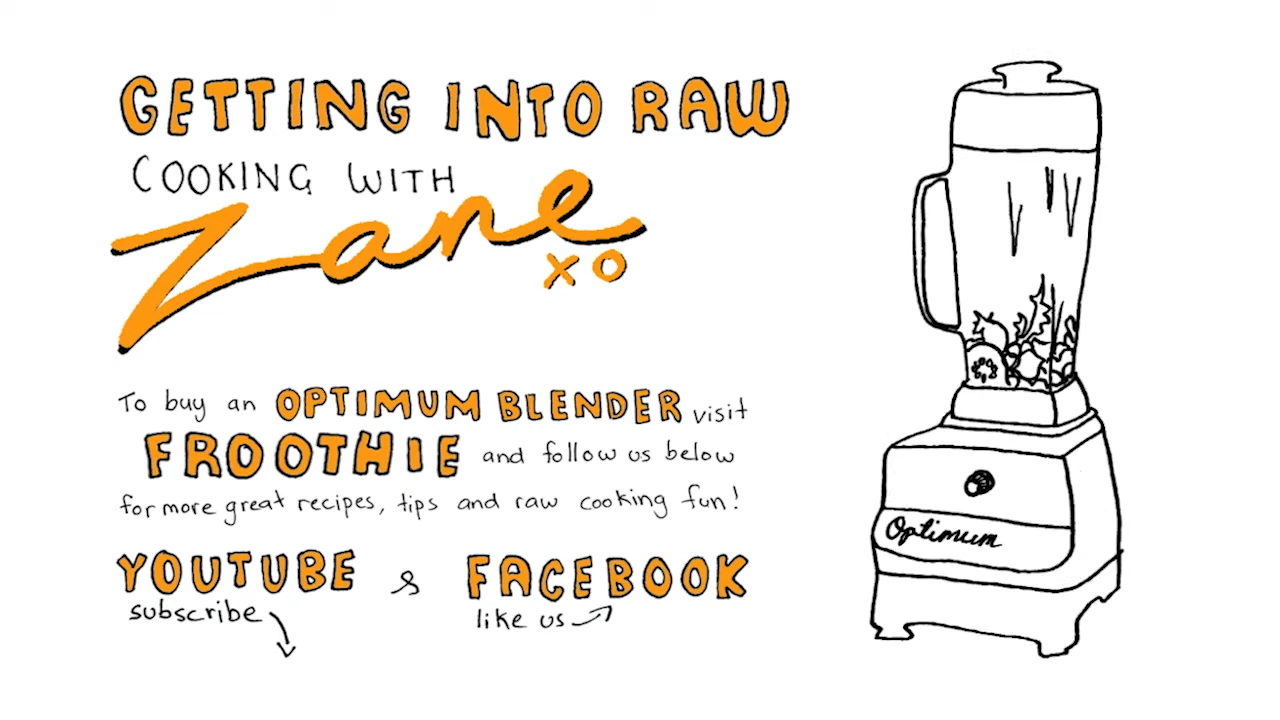 GETTING INTO RAW
COOKING WITH
Zane
XO
To buy an OPTIMUM BLENDER visit
FROOTHIE and follow us below
for more great recipes, tips and raw cooking fun!
YOUTUBE & FACEBOOK
subscribe like us
Optimum